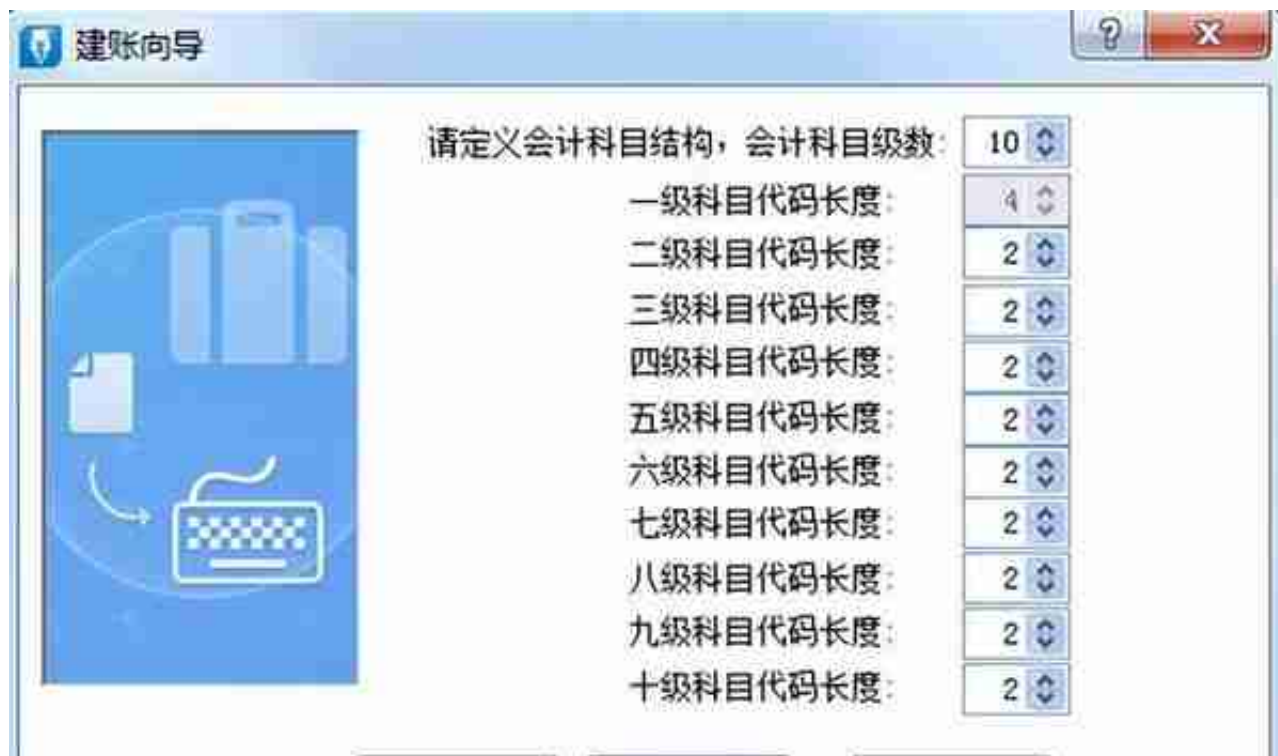 建账向导
请定义会计科目结构，会计科目级数: 10
一级科目代码长度: 4
二级科目代码长度: 2
三级科目代码长度: 2
四级科目代码长度: 2
五级科目代码长度: 2
六级科目代码长度: 2
七级科目代码长度: 2
八级科目代码长度: 2
九级科目代码长度: 2
十级科目代码长度: 2